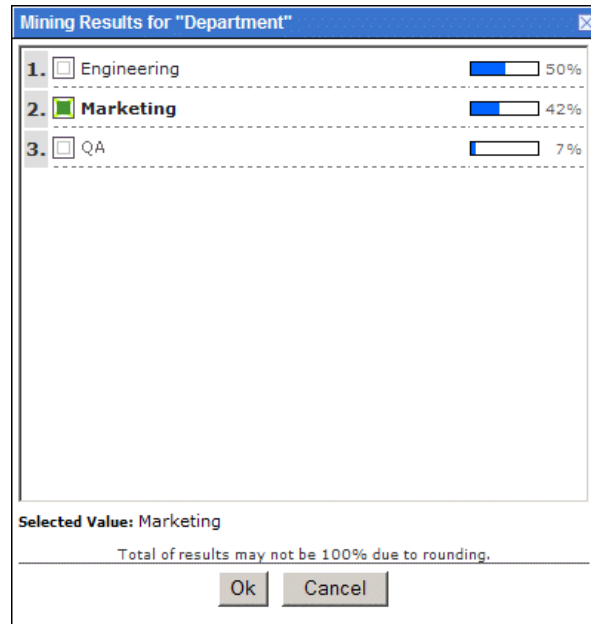 Mining Results for "Department"
1. Engineering 50%
2. Marketing 42%
3. QA 7%
Selected Value: Marketing
Total of results may not be 100% due to rounding.
Ok Cancel